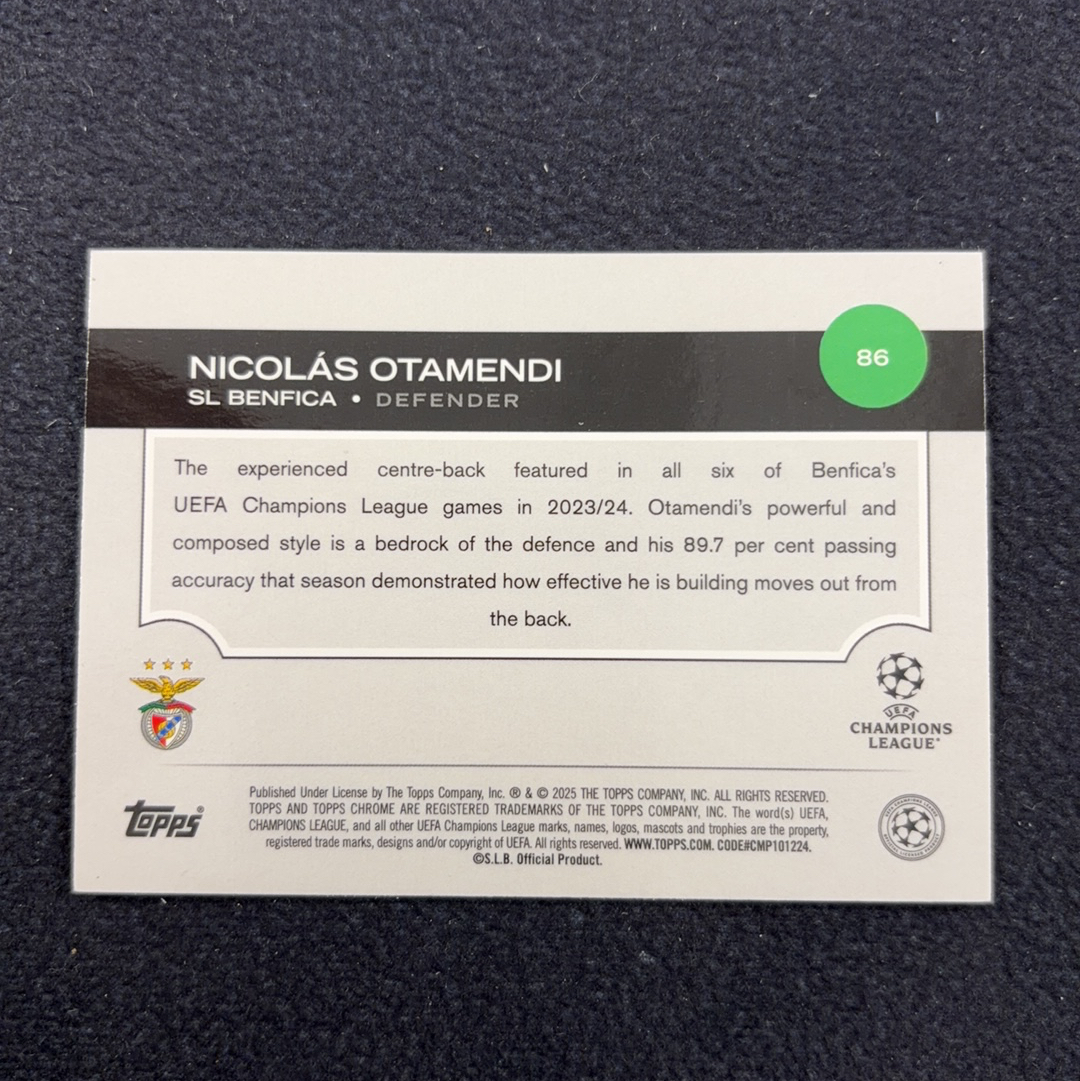 NICOLÁS OTAMENDI
SL BENFICA • DEFENDER
86
The experienced centre-back featured in all six of Benfica's
UEFA Champions League games in 2023/24. Otamendi's powerful and
composed style is a bedrock of the defence and his 89.7 per cent passing
accuracy that season demonstrated how effective he is building moves out from
the back.
UEFA
CHAMPIONS
LEAGUE
topps®
Published Under License by The Topps Company, Inc. ® & © 2025 THE TOPPS COMPANY, INC. ALL RIGHTS RESERVED.
TOPPS AND TOPPS CHROME ARE REGISTERED TRADEMARKS OF THE TOPPS COMPANY, INC. The word(s) UEFA,
CHAMPIONS LEAGUE, and all other UEFA Champions League marks, names, logos, mascots and trophies are the property,
registered trade marks, designs and/or copyright of UEFA. All rights reserved. WWW.TOPPS.COM. CODE#CMP101224.
©S.L.B. Official Product.